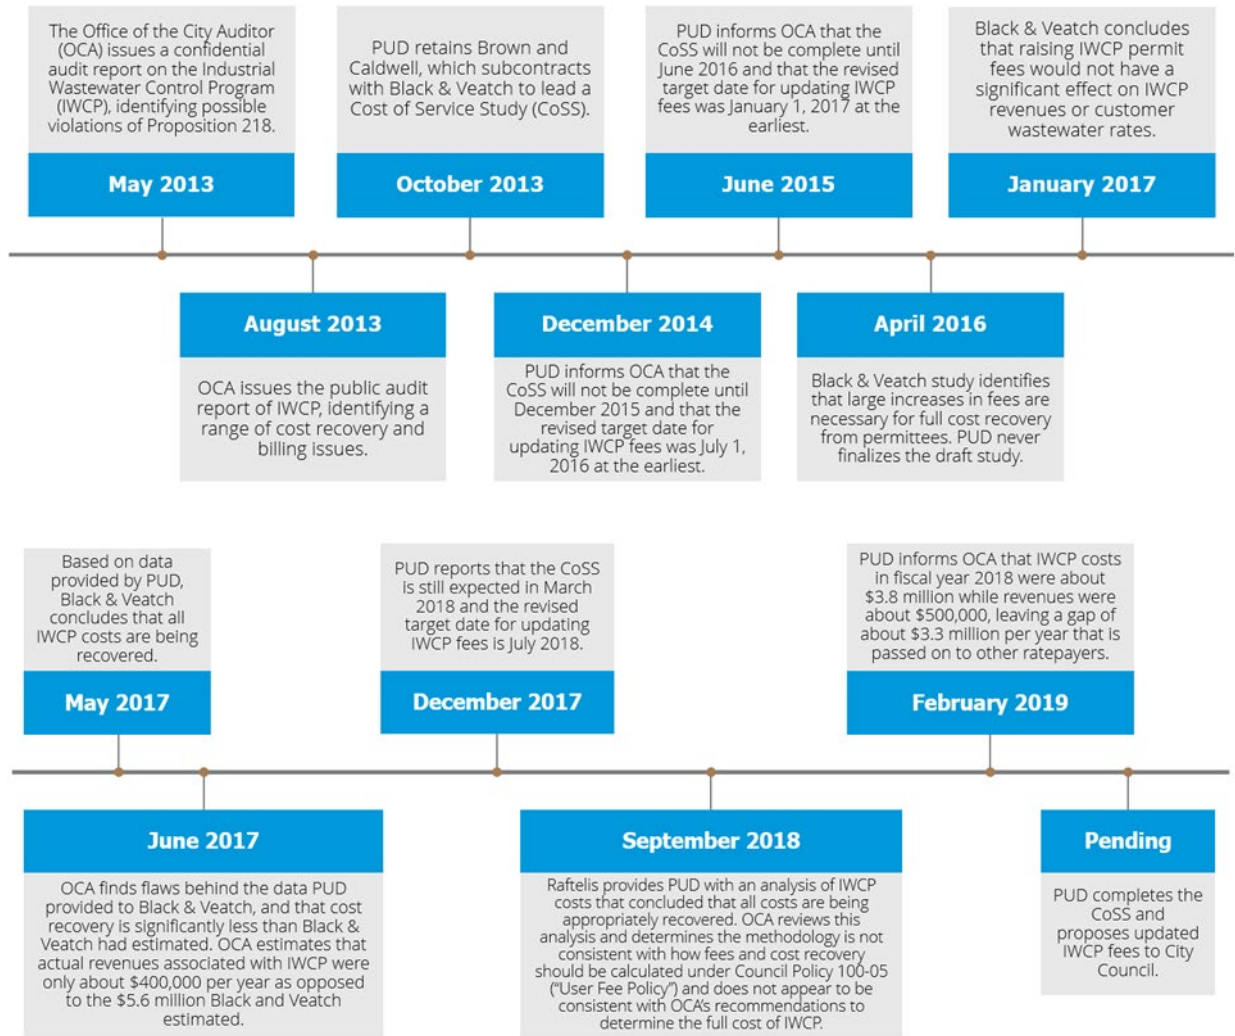 The Office of the City Auditor
(OCA) issues a confidential
audit report on the Industrial
Wastewater Control Program
(IWCP), identifying possible
violations of Proposition 218.
May 2013
PUD retains Brown and
Caldwell, which subcontracts
with Black & Veatch to lead a
Cost of Service Study (CoSS).
October 2013
PUD informs OCA that the
CoSS will not be complete until
June 2016 and that the revised
target date for updating IWCP
fees was January 1, 2017 at the
earliest.
June 2015
Black & Veatch concludes
that raising IWCP permit
fees would not have a
significant effect on IWCP
revenues or customer
wastewater rates.
January 2017
August 2013
OCA issues the public audit
report of IWCP, identifying a
range of cost recovery and
billing issues.
December 2014
PUD informs OCA that the
CoSS will not be complete until
December 2015 and that the
revised target date for
updating IWCP fees was July 1,
2016 at the earliest.
April 2016
Black & Veatch study identifies
that large increases in fees are
necessary for full cost recovery
from permittees. PUD never
finalizes the draft study.
Based on data
provided by PUD,
Black & Veatch
concludes that all
IWCP costs are being
recovered.
May 2017
PUD reports that the CoSS
is still expected in March
2018 and the revised
target date for updating
IWCP fees is July 2018.
December 2017
PUD informs OCA that IWCP costs
in fiscal year 2018 were about
$3.8 million while revenues were
about $500,000, leaving a gap of
about $3.3 million per year that is
passed on to other ratepayers.
February 2019
June 2017
OCA finds flaws behind the data PUD
provided to Black & Veatch, and that cost
recovery is significantly less than Black &
Veatch had estimated. OCA estimates that
actual revenues associated with IWCP were
only about $400,000 per year as opposed
to the $5.6 million Black and Veatch
estimated.
September 2018
Raftelis provides PUD with an analysis of IWCP
costs that concluded that all costs are being
appropriately recovered. OCA reviews this
analysis and determines the methodology is not
consistent with how fees and cost recovery
should be calculated under Council Policy 100-05
("User Fee Policy") and does not appear to be
consistent with OCA's recommendations to
determine the full cost of IWCP.
Pending
PUD completes the
CoSS and
proposes updated
IWCP fees to City
Council.